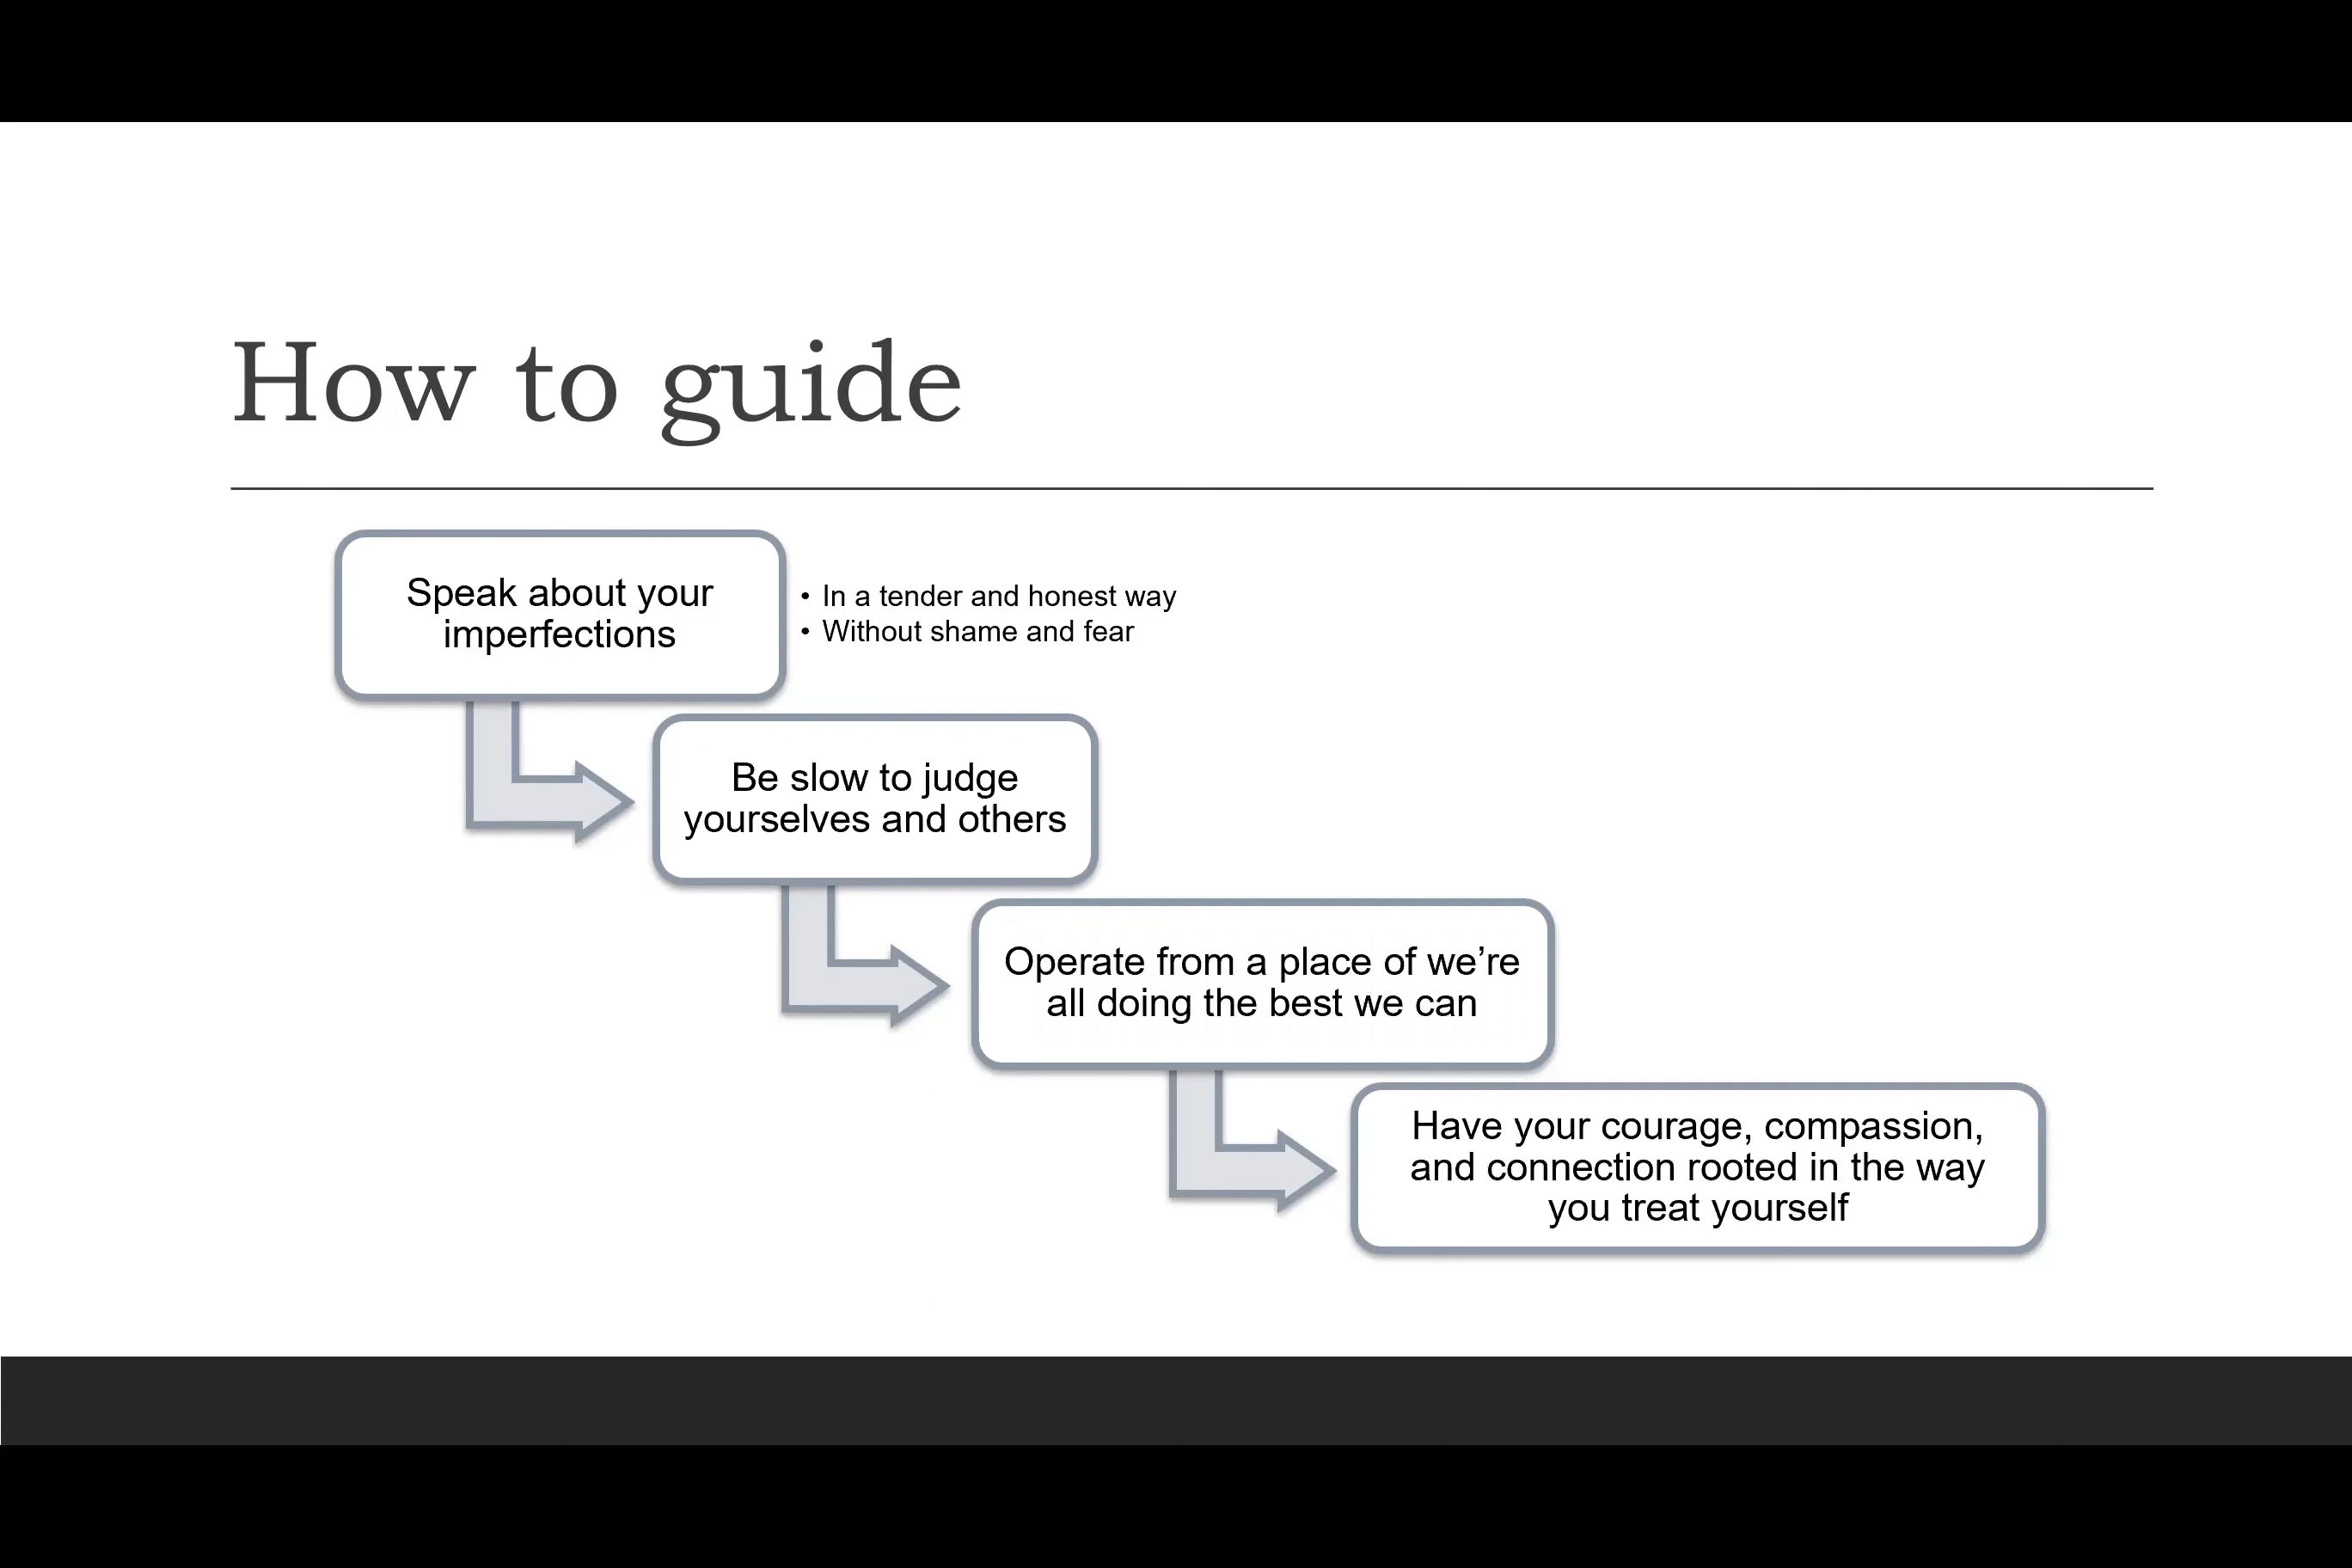 How to guide
Speak about your
imperfections
• In a tender and honest way
• Without shame and fear
Be slow to judge
yourselves and others
Operate from a place of we’re
all doing the best we can
Have your courage, compassion,
and connection rooted in the way
you treat yourself